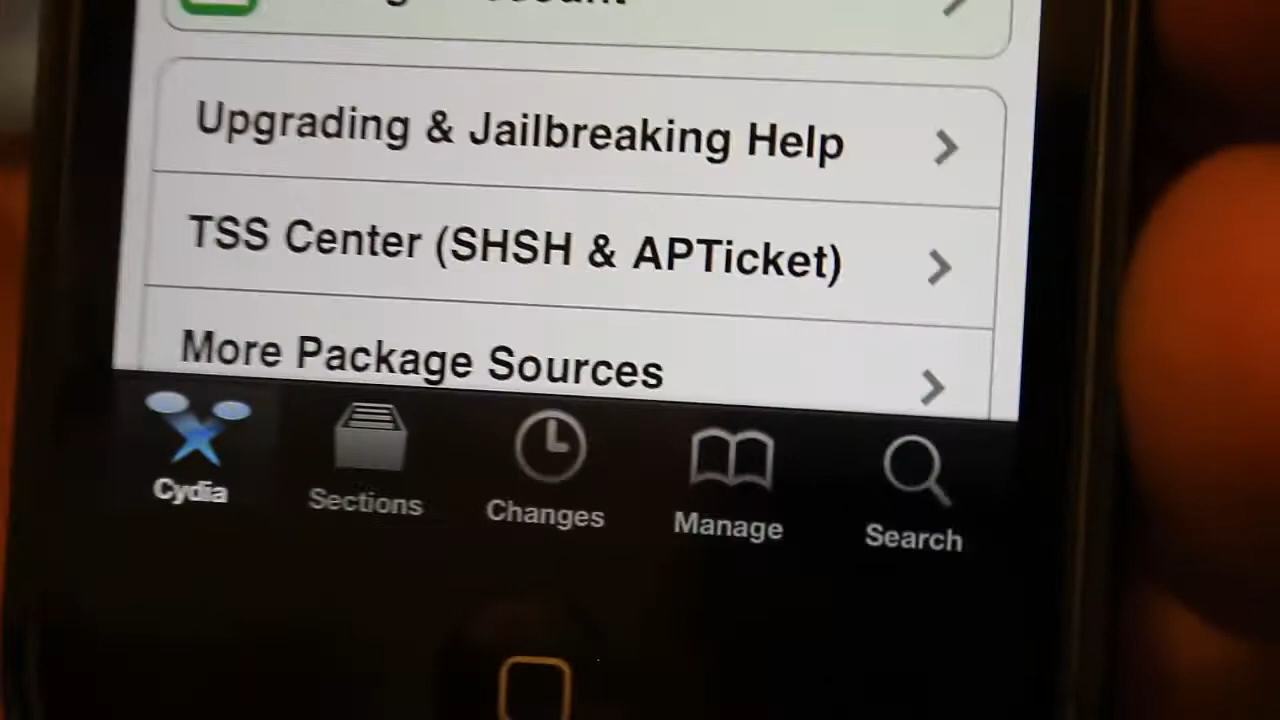 Upgrading & Jailbreaking Help
TSS Center (SHSH & APTicket)
More Package Sources
Cydia
Sections
Changes
Manage
Search